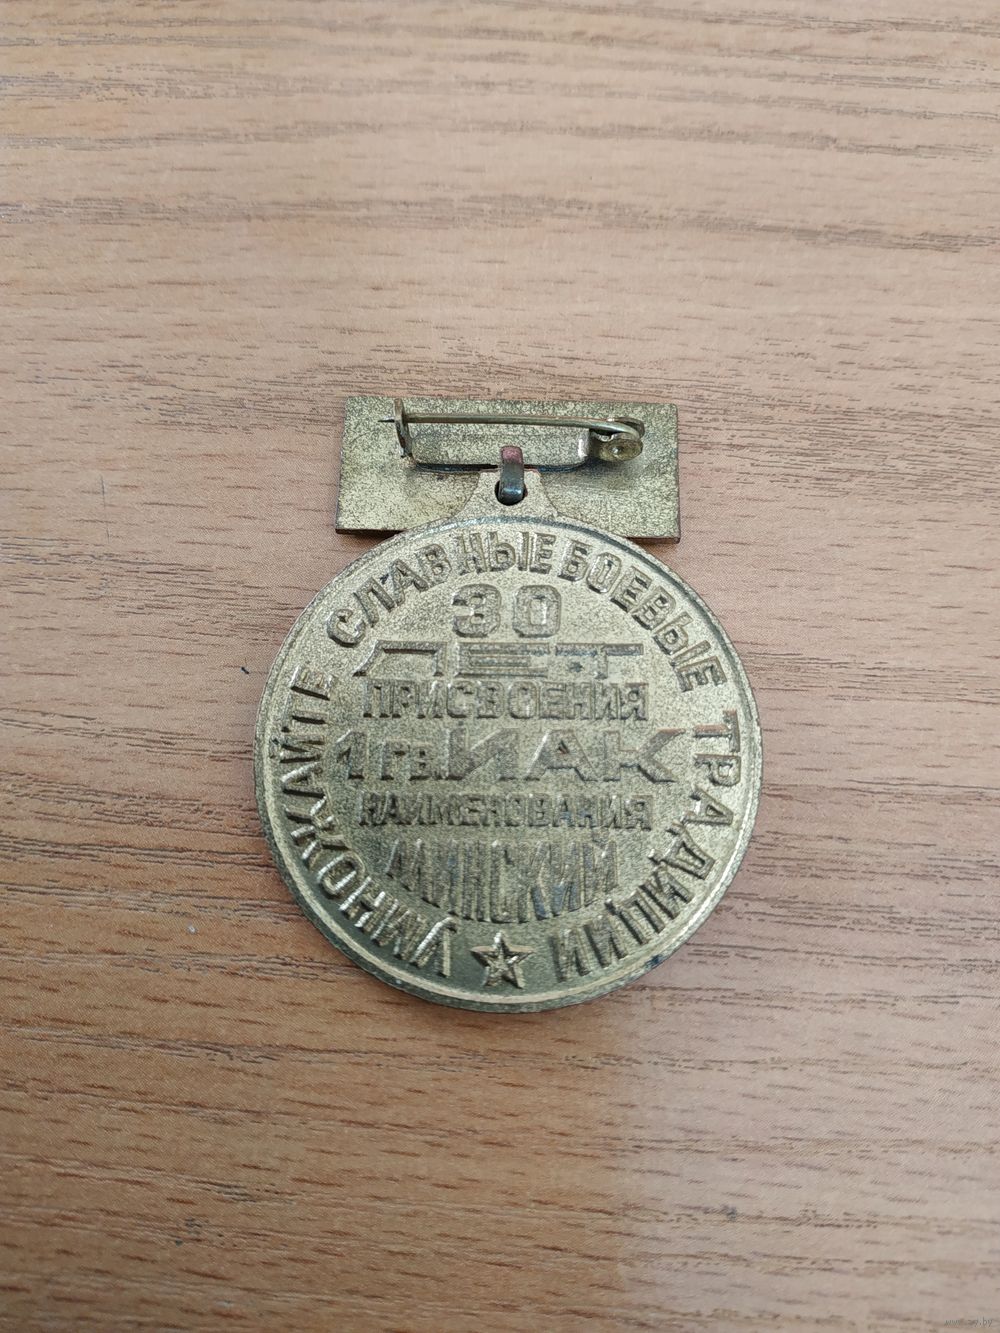 УМНОЖАЙТЕ СЛАВНЫЕ БОЕВЫЕ ТРАДИЦИИ
30
ЛЕТ
ПРИСВОЕНИЯ
1 гв. ИАК
НАИМЕНОВАНИЯ
МИНСКИЙ